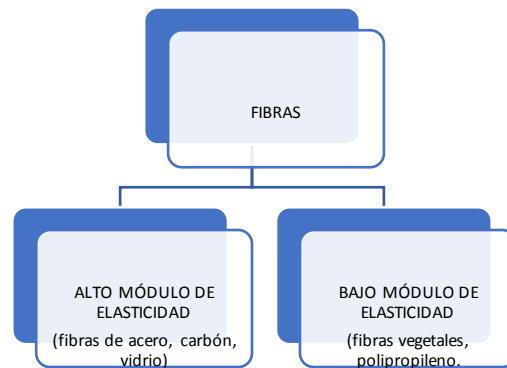 FIBRAS
ALTO MÓDULO DE
ELASTICIDAD
(fibras de acero, carbón,
vidrio)
BAJO MÓDULO DE
ELASTICIDAD
(fibras vegetales,
polipropileno.